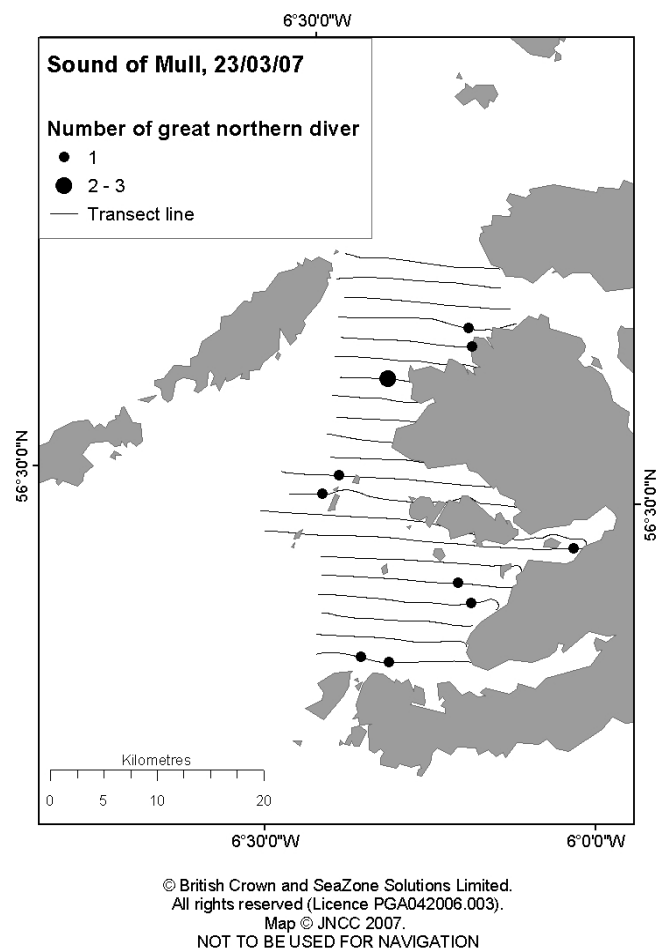 6°30'0"W
Sound of Mull, 23/03/07
Number of great northern diver
1
2 - 3
Transect line
56°30'0"N
56°30'0"N
Kilometres
0 5 10 20
6°30'0"W 6°0'0"W
© British Crown and SeaZone Solutions Limited.
All rights reserved (Licence PGA042006.003).
Map © JNCC 2007.
NOT TO BE USED FOR NAVIGATION